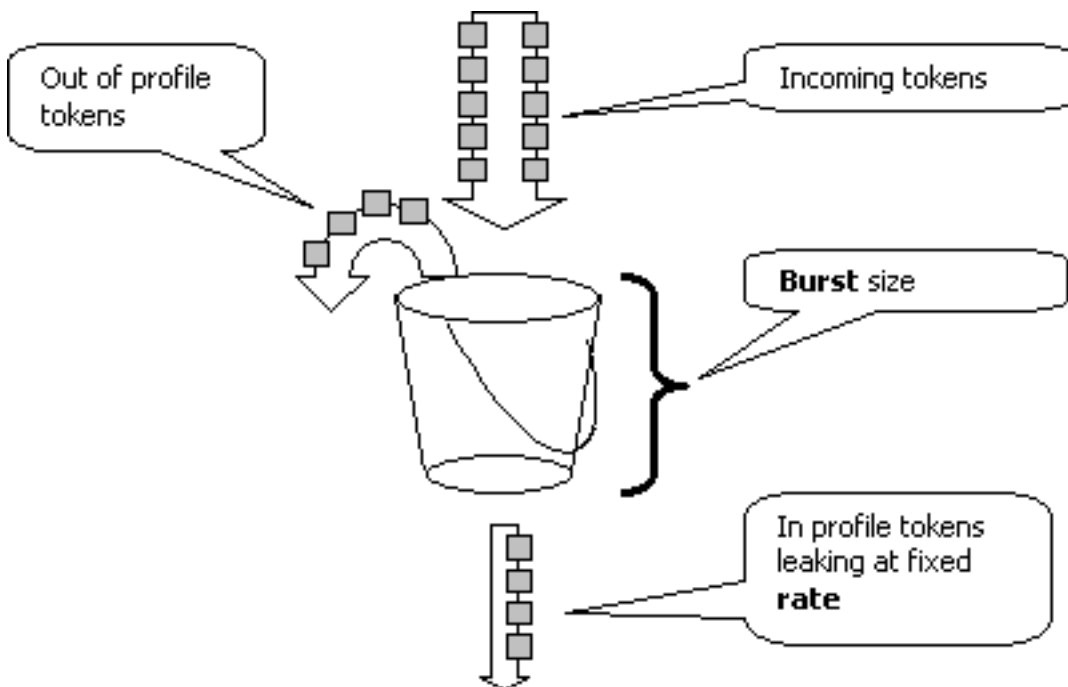 Out of profile
tokens
Incoming tokens
Burst size
In profile tokens
leaking at fixed
rate